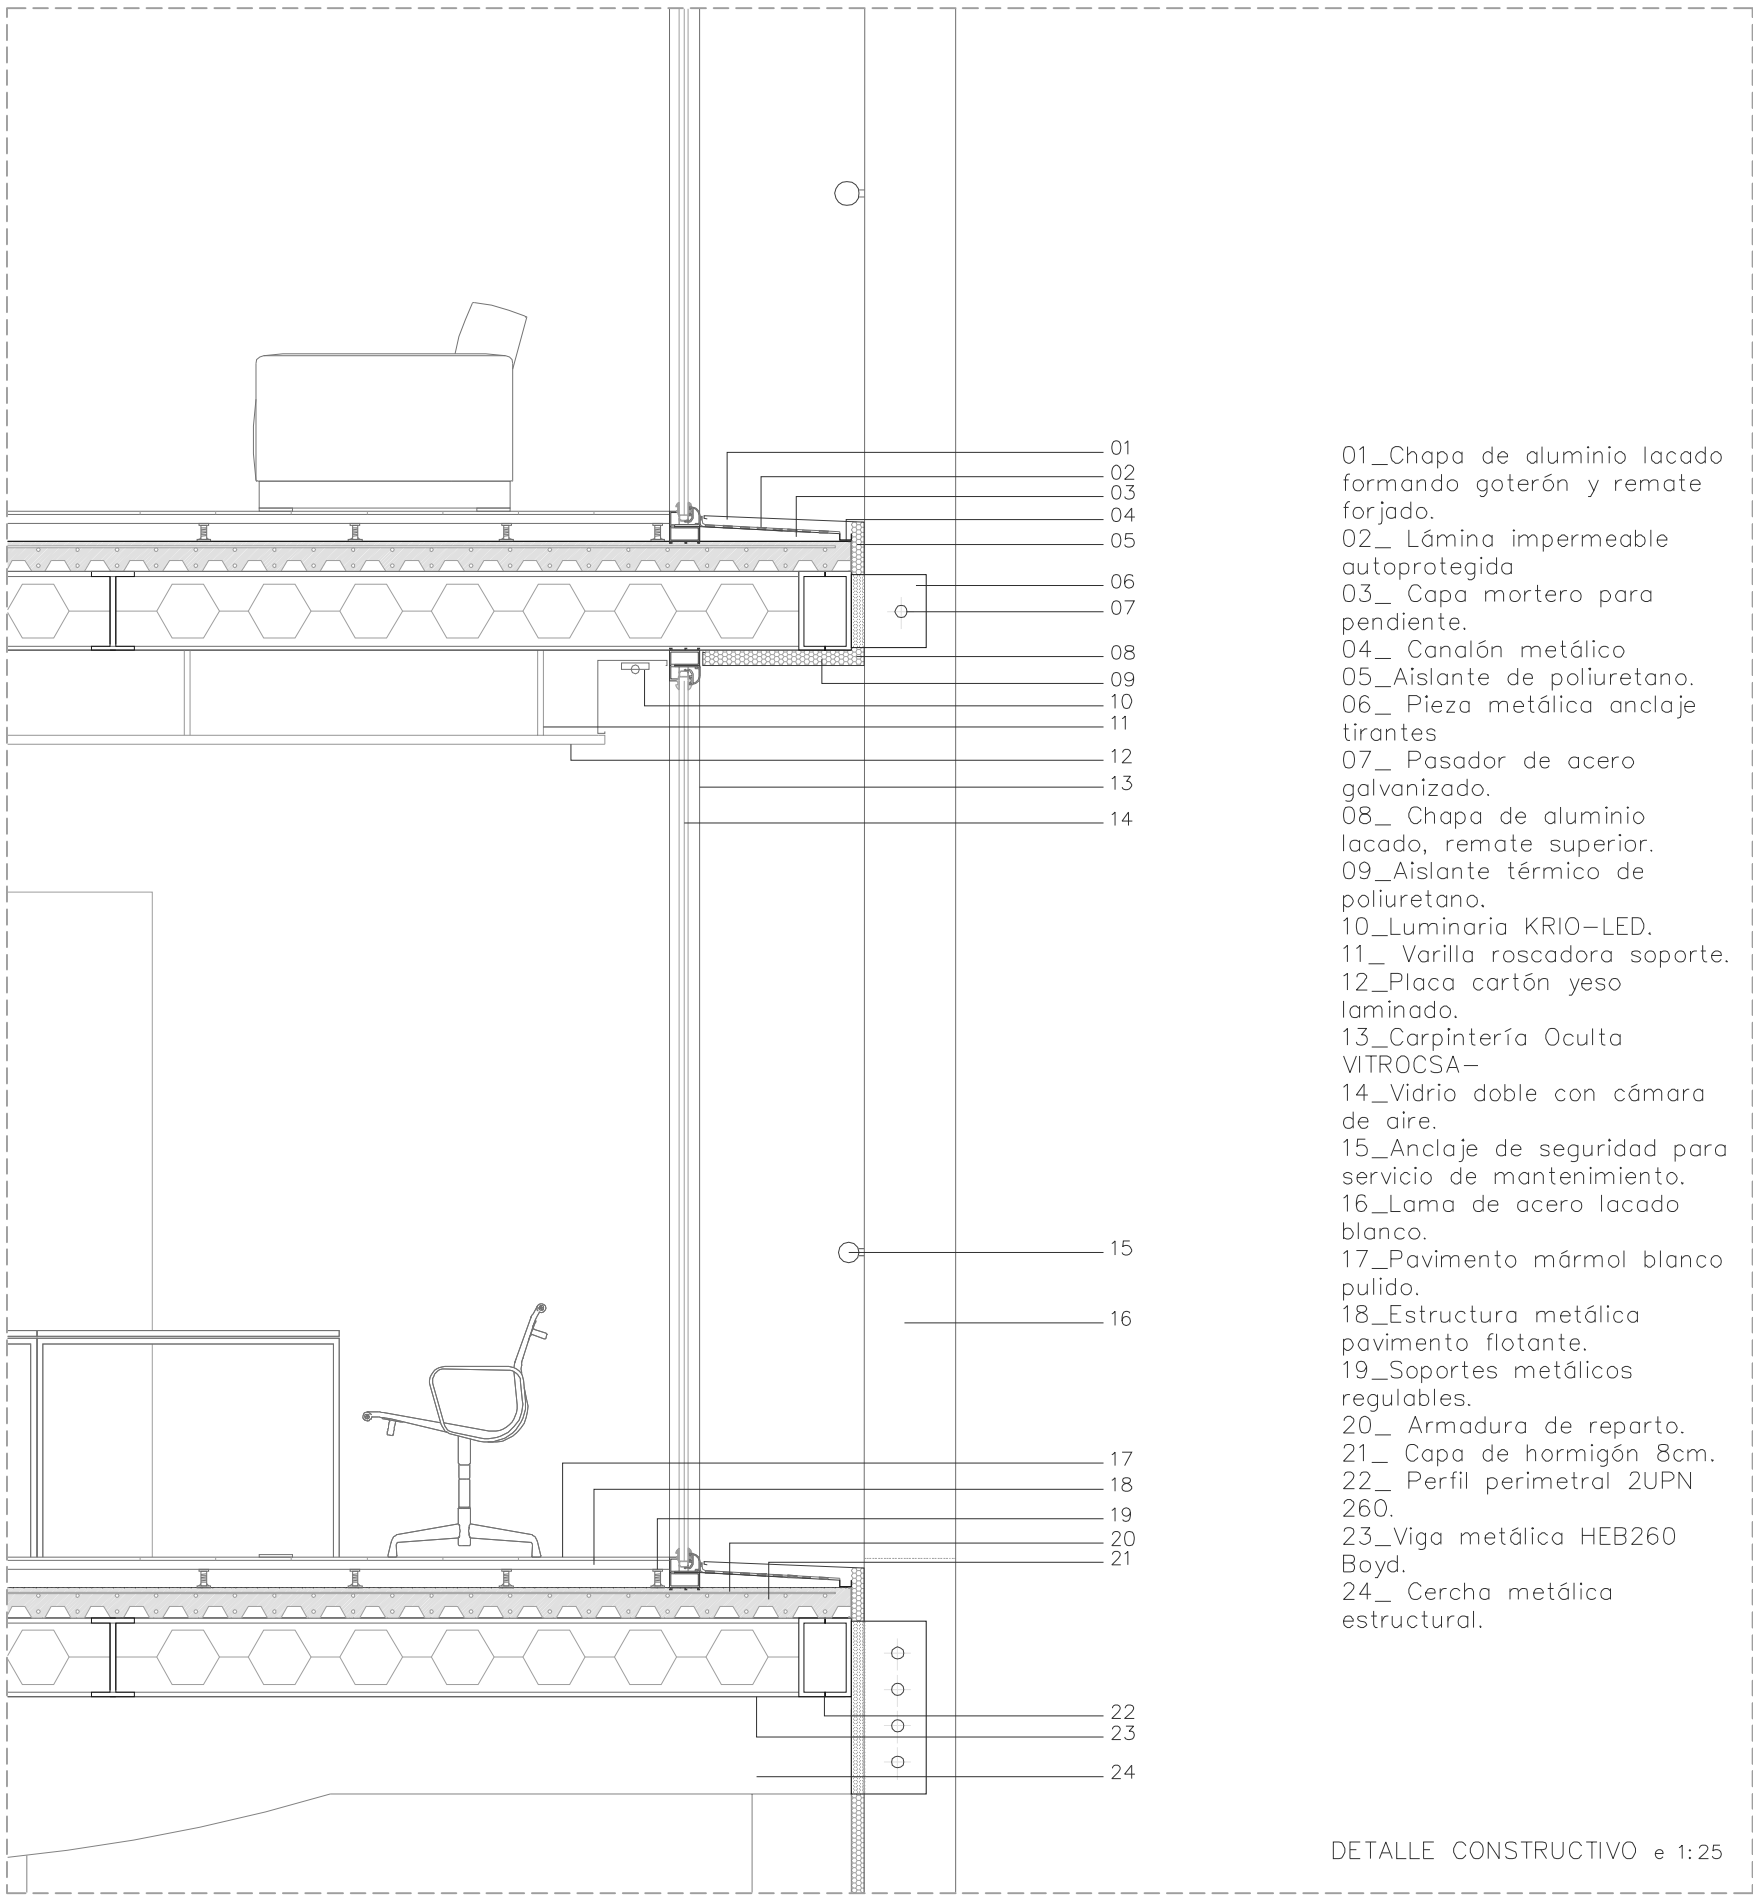 01
02
03
04
05
06
07
08
09
10
11
12
13
14
15
16
17
18
19
20
21
22
23
24
01_Chapa de aluminio lacado
formando goterón y remate
forjado.
02_ Lámina impermeable
autoprotegida
03_ Capa mortero para
pendiente.
04_ Canalón metálico
05_Aislante de poliuretano.
06_ Pieza metálica anclaje
tirantes
07_ Pasador de acero
galvanizado.
08_ Chapa de aluminio
lacado, remate superior.
09_Aislante térmico de
poliuretano.
10_Luminaria KRIO-LED.
11_ Varilla roscadora soporte.
12_Placa cartón yeso
laminado.
13_Carpintería Oculta
VITROCSA-
14_Vidrio doble con cámara
de aire.
15_Anclaje de seguridad para
servicio de mantenimiento.
16_Lama de acero lacado
blanco.
17_Pavimento mármol blanco
pulido.
18_Estructura metálica
pavimento flotante.
19_Soportes metálicos
regulables.
20_ Armadura de reparto.
21_ Capa de hormigón 8cm.
22_ Perfil perimetral 2UPN
260.
23_Viga metálica HEB260
Boyd.
24_ Cercha metálica
estructural.
DETALLE CONSTRUCTIVO e 1:25